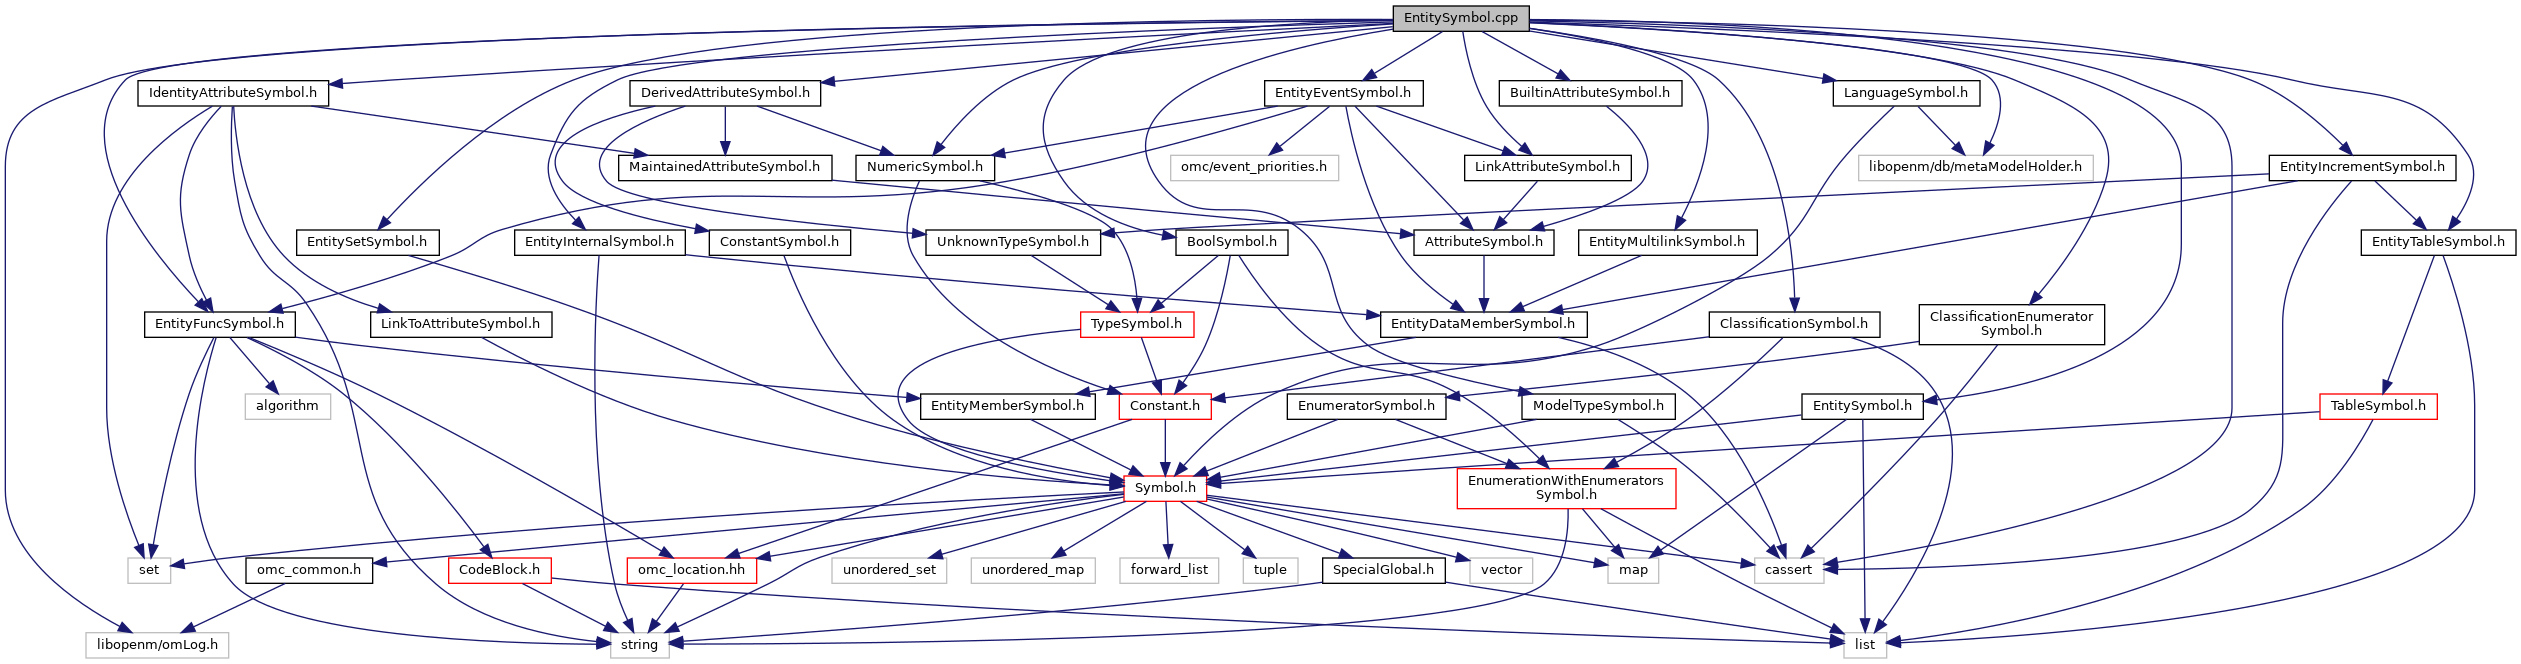 EntitySymbol.cpp
IdentityAttributeSymbol.h
DerivedAttributeSymbol.h
EntityEventSymbol.h
BuiltinAttributeSymbol.h
LanguageSymbol.h
MaintainedAttributeSymbol.h
NumericSymbol.h
omc/event_priorities.h
LinkAttributeSymbol.h
libopenm/db/metaModelHolder.h
EntityIncrementSymbol.h
EntitySetSymbol.h
EntityInternalSymbol.h
ConstantSymbol.h
UnknownTypeSymbol.h
BoolSymbol.h
AttributeSymbol.h
EntityMultilinkSymbol.h
EntityTableSymbol.h
EntityFuncSymbol.h
LinkToAttributeSymbol.h
TypeSymbol.h
EntityDataMemberSymbol.h
ClassificationSymbol.h
ClassificationEnumerator
Symbol.h
algorithm
EntityMemberSymbol.h
Constant.h
EnumeratorSymbol.h
ModelTypeSymbol.h
EntitySymbol.h
TableSymbol.h
Symbol.h
EnumerationWithEnumerators
Symbol.h
set
omc_common.h
CodeBlock.h
omc_location.hh
unordered_set
unordered_map
forward_list
tuple
SpecialGlobal.h
vector
map
cassert
libopenm/omLog.h
string
list